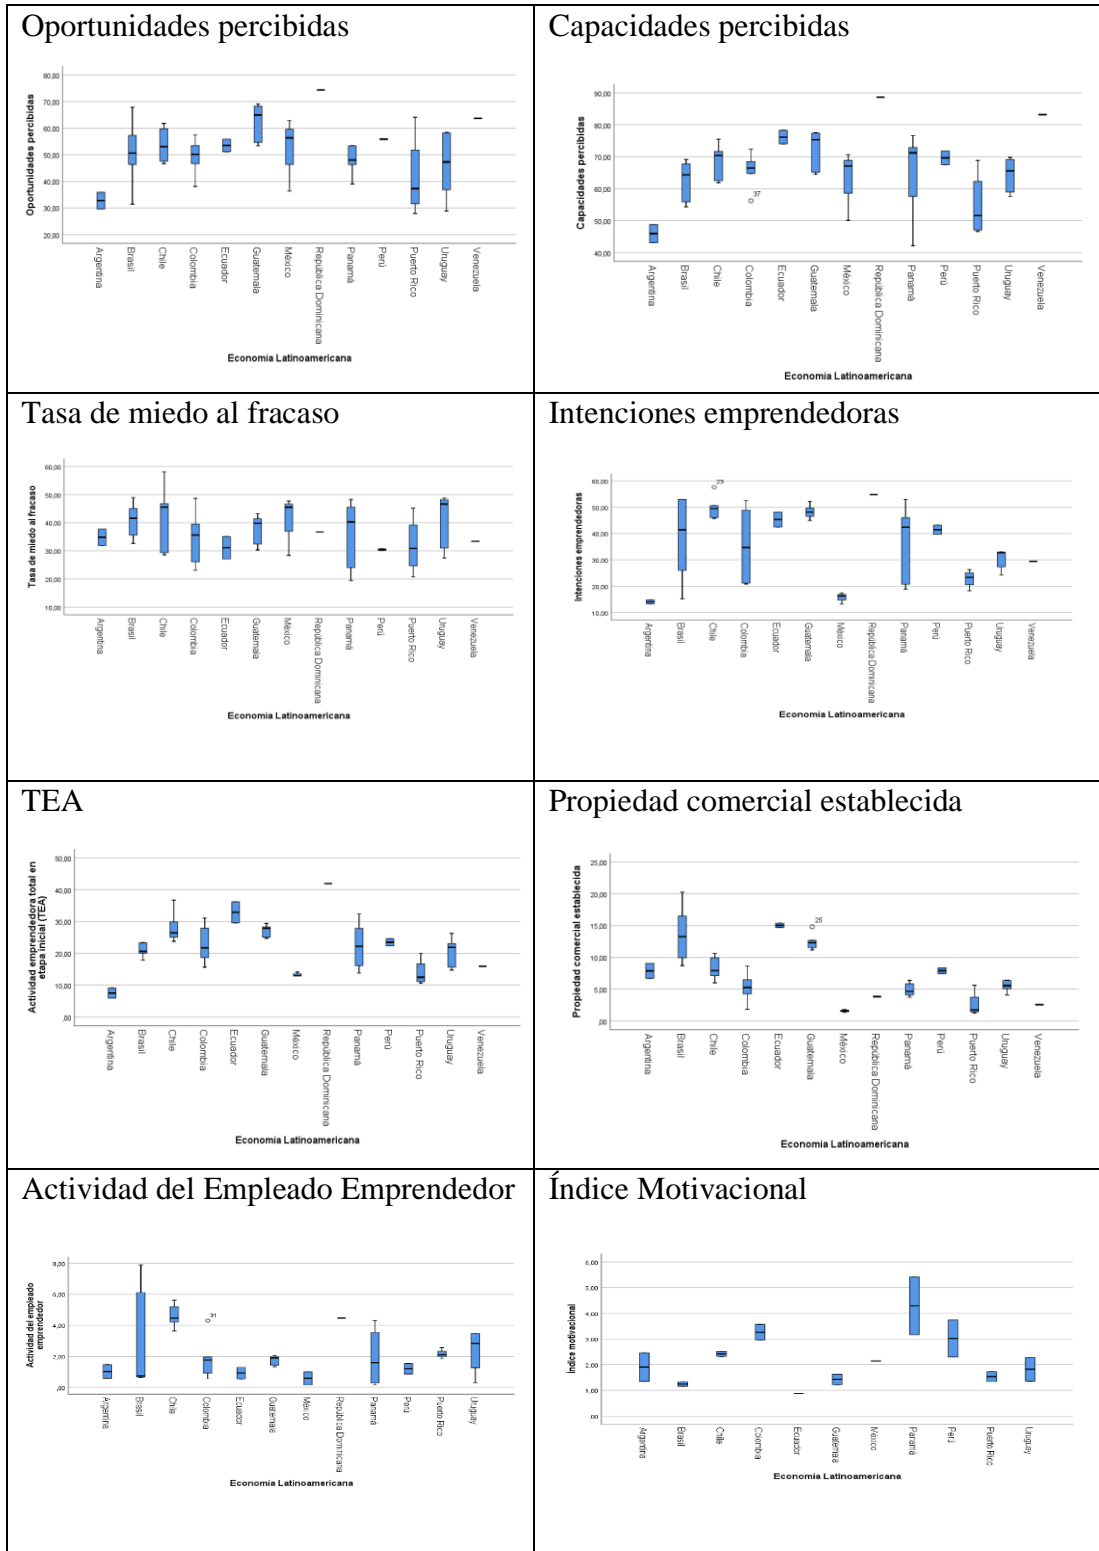 Oportunidades percibidas
Oportunidades percibidas
80,00
70,00
60,00
50,00
40,00
30,00
20,00
Argentina
Brasil
Chile
Colombia
Ecuador
Guatemala
México
República Dominicana
Panamá
Perú
Puerto Rico
Uruguay
Venezuela
Economía Latinoamericana
Capacidades percibidas
Capacidades percibidas
90,00
80,00
70,00
60,00
50,00
40,00
37
Argentina
Brasil
Chile
Colombia
Ecuador
Guatemala
México
República Dominicana
Panamá
Perú
Puerto Rico
Uruguay
Venezuela
Economía Latinoamericana
Tasa de miedo al fracaso
Tasa de miedo al fracaso
60,00
50,00
40,00
30,00
20,00
10,00
Argentina
Brasil
Chile
Colombia
Ecuador
Guatemala
México
República Dominicana
Panamá
Perú
Puerto Rico
Uruguay
Venezuela
Economía Latinoamericana
Intenciones emprendedoras
Intenciones emprendedoras
60,00
50,00
40,00
30,00
20,00
10,00
23
Argentina
Brasil
Chile
Colombia
Ecuador
Guatemala
México
República Dominicana
Panamá
Perú
Puerto Rico
Uruguay
Venezuela
Economía Latinoamericana
TEA
Actividad emprendedora total en
etapa inicial (TEA)
50,00
40,00
30,00
20,00
10,00
,00
Argentina
Brasil
Chile
Colombia
Ecuador
Guatemala
México
República Dominicana
Panamá
Perú
Puerto Rico
Uruguay
Venezuela
Economía Latinoamericana
Propiedad comercial establecida
Propiedad comercial establecida
25,00
20,00
15,00
10,00
5,00
,00
25
Argentina
Brasil
Chile
Colombia
Ecuador
Guatemala
México
República Dominicana
Panamá
Perú
Puerto Rico
Uruguay
Venezuela
Economía Latinoamericana
Actividad del Empleado Emprendedor
Actividad del empleado
emprendedor
8,00
6,00
4,00
2,00
,00
31
Argentina
Brasil
Chile
Colombia
Ecuador
Guatemala
México
República Dominicana
Panamá
Perú
Puerto Rico
Uruguay
Economía Latinoamericana
Índice Motivacional
Índice motivacional
6,00
5,00
4,00
3,00
2,00
1,00
,00
Argentina
Brasil
Chile
Colombia
Ecuador
Guatemala
México
Panamá
Perú
Puerto Rico
Uruguay
Economía Latinoamericana